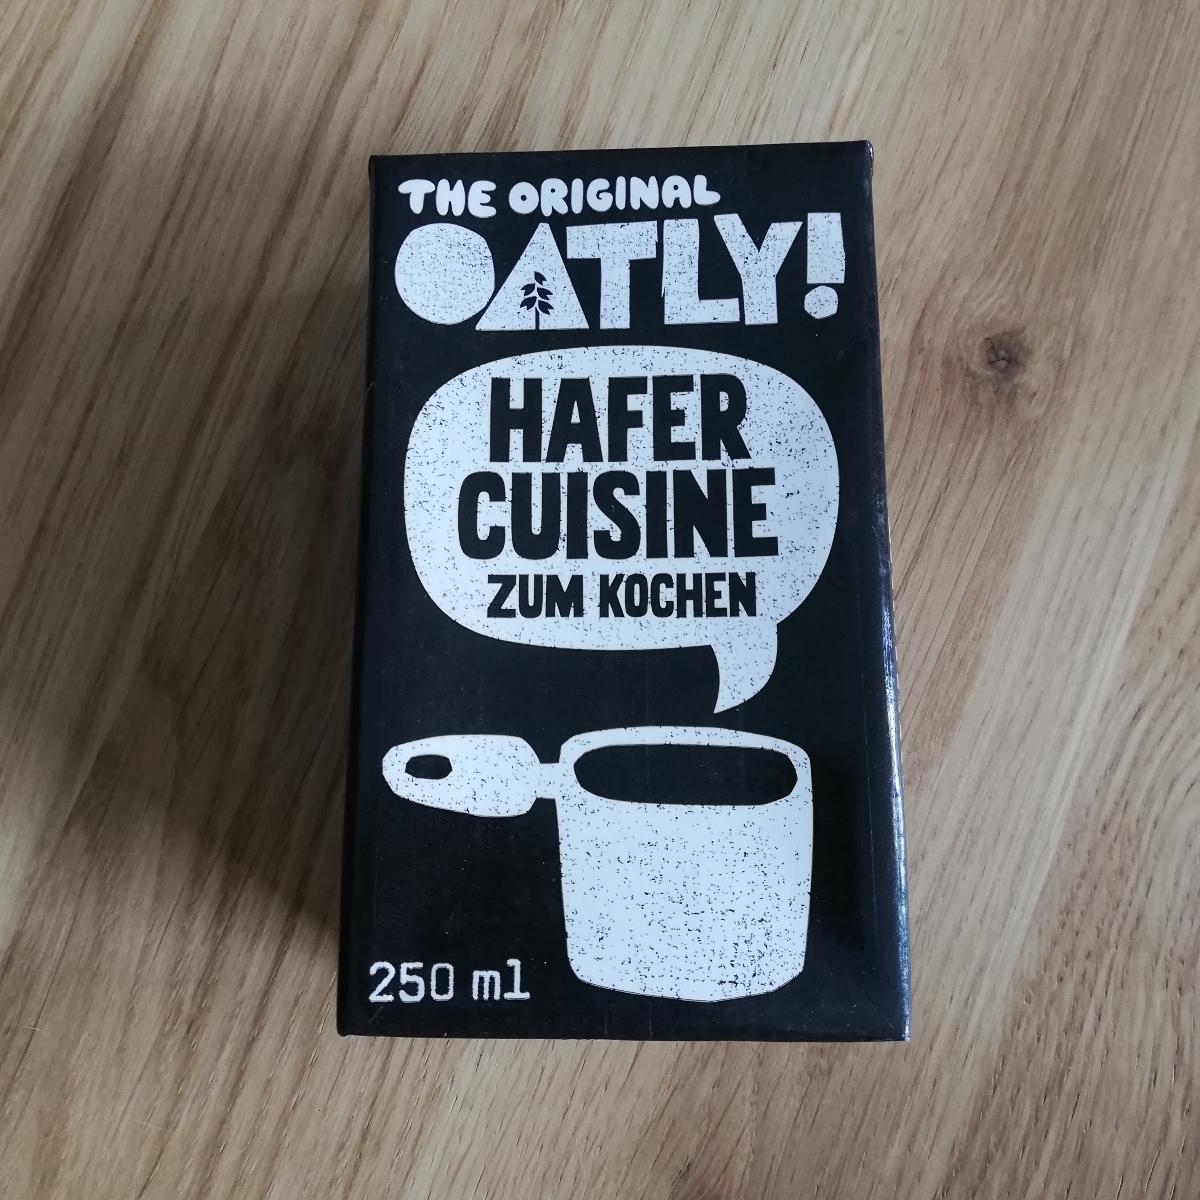 THE ORIGINAL
OATLY!
HAFER
CUISINE
ZUM KOCHEN
250 ml